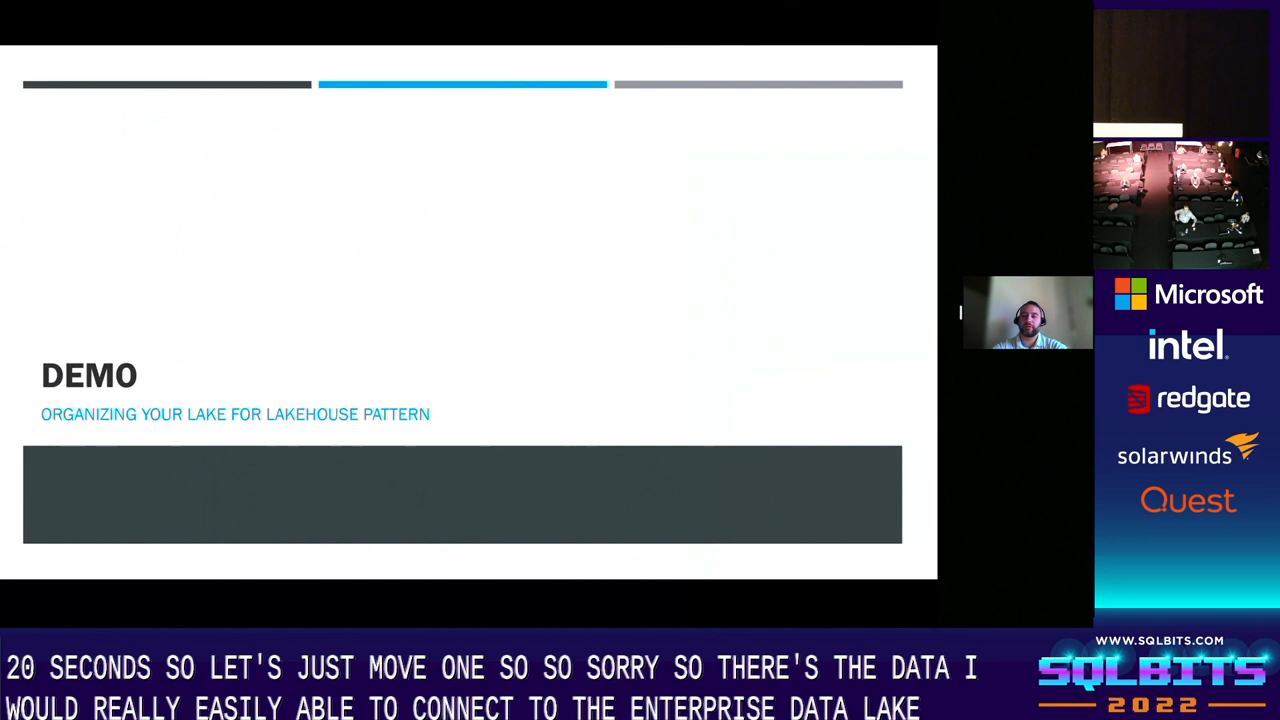 DEMO
ORGANIZING YOUR LAKE FOR LAKEHOUSE PATTERN
Microsoft
intel.
redgate
solarwinds
Quest
WWW.SQLBITS.COM
SQLBITS
2022
20 SECONDS SO LET'S JUST MOVE ONE SO SO SORRY SO THERE'S THE DATA I
WOULD REALLY EASILY ABLE TO CONNECT TO THE ENTERPRISE DATA LAKE